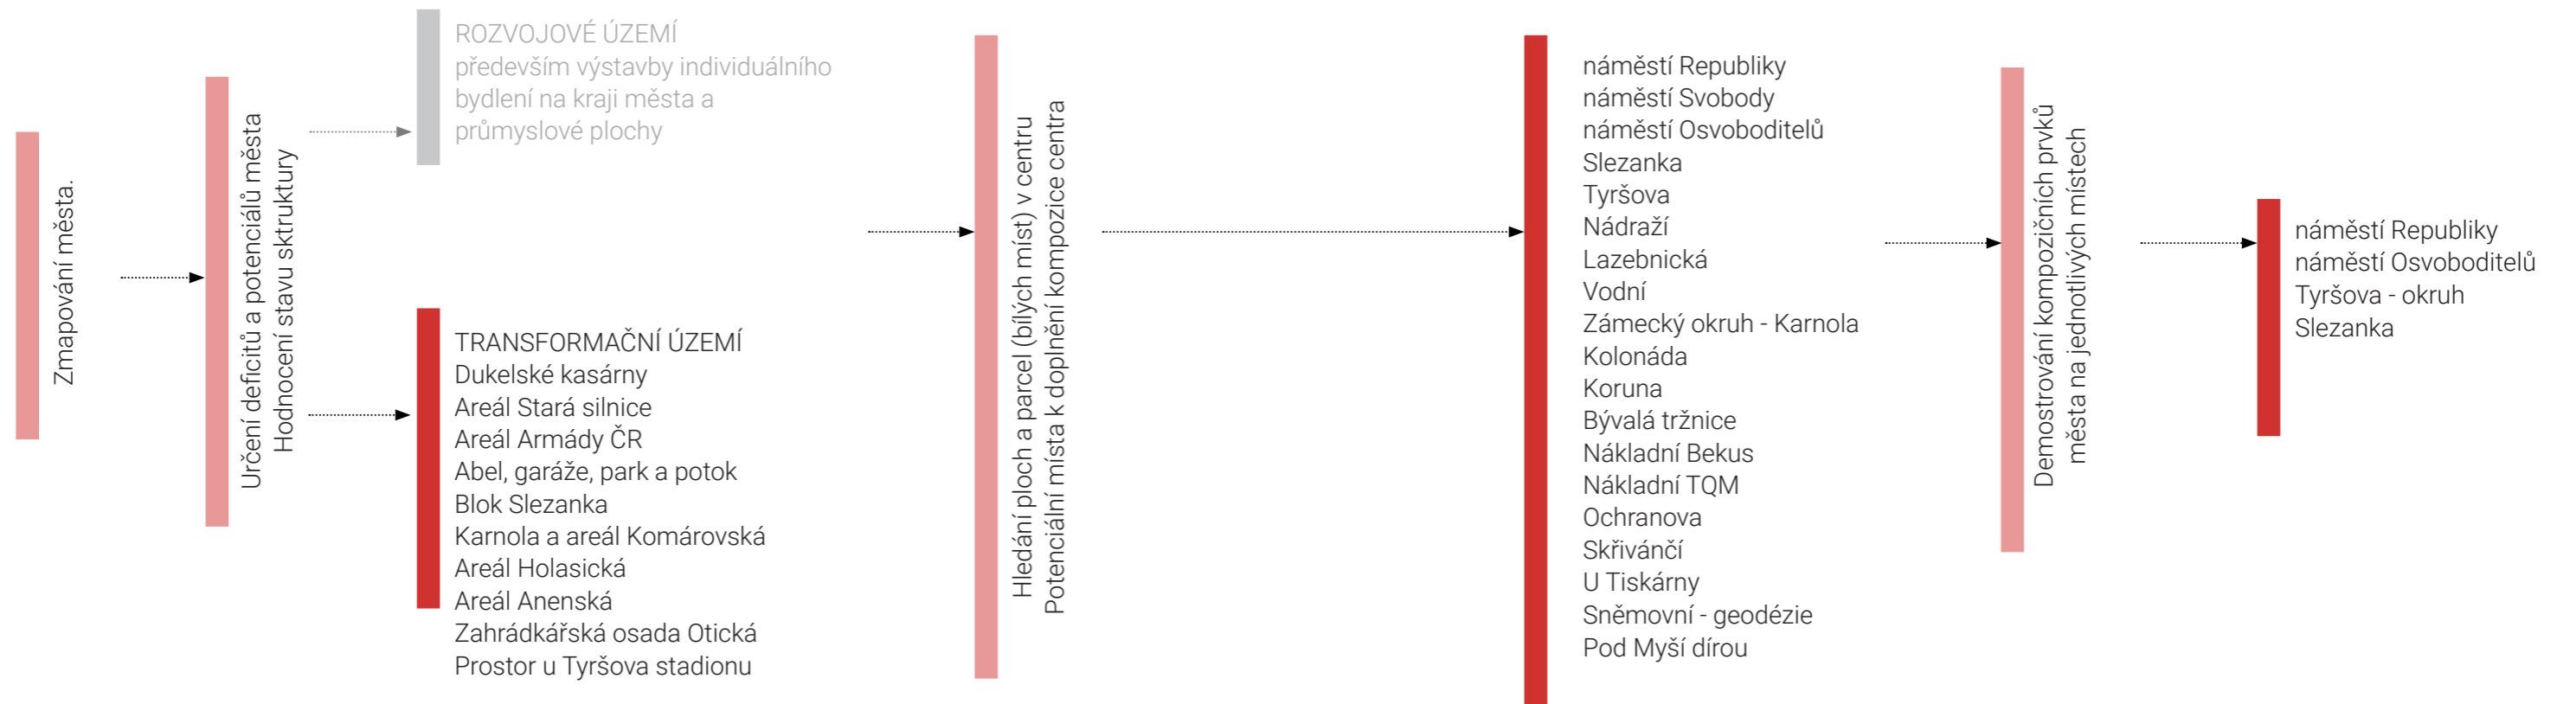 Zmapování města.
Určení deficitů a potenciálů města
Hodnocení stavu sktruktury
ROZVOJOVÉ ÚZEMÍ
především výstavby individuálního
bydlení na kraji města a
průmyslové plochy
TRANSFORMAČNÍ ÚZEMÍ
Dukelské kasárny
Areál Stará silnice
Areál Armády ČR
Abel, garáže, park a potok
Blok Slezanka
Karnola a areál Komárovská
Areál Holasická
Areál Anenská
Zahrádkářská osada Otická
Prostor u Tyršova stadionu
Hledání ploch a parcel (bílých míst) v centru
Potenciální místa k doplnění kompozice centra
náměstí Republiky
náměstí Svobody
náměstí Osvoboditelů
Slezanka
Tyršova
Nádraží
Lazebnická
Vodní
Zámecký okruh - Karnola
Kolonáda
Koruna
Bývalá tržnice
Nákladní Bekus
Nákladní TQM
Ochranova
Skřivánčí
U Tiskárny
Sněmovní - geodézie
Pod Myší dírou
Demostrování kompozičních prvků
města na jednotlivých místech
náměstí Republiky
náměstí Osvoboditelů
Tyršova - okruh
Slezanka